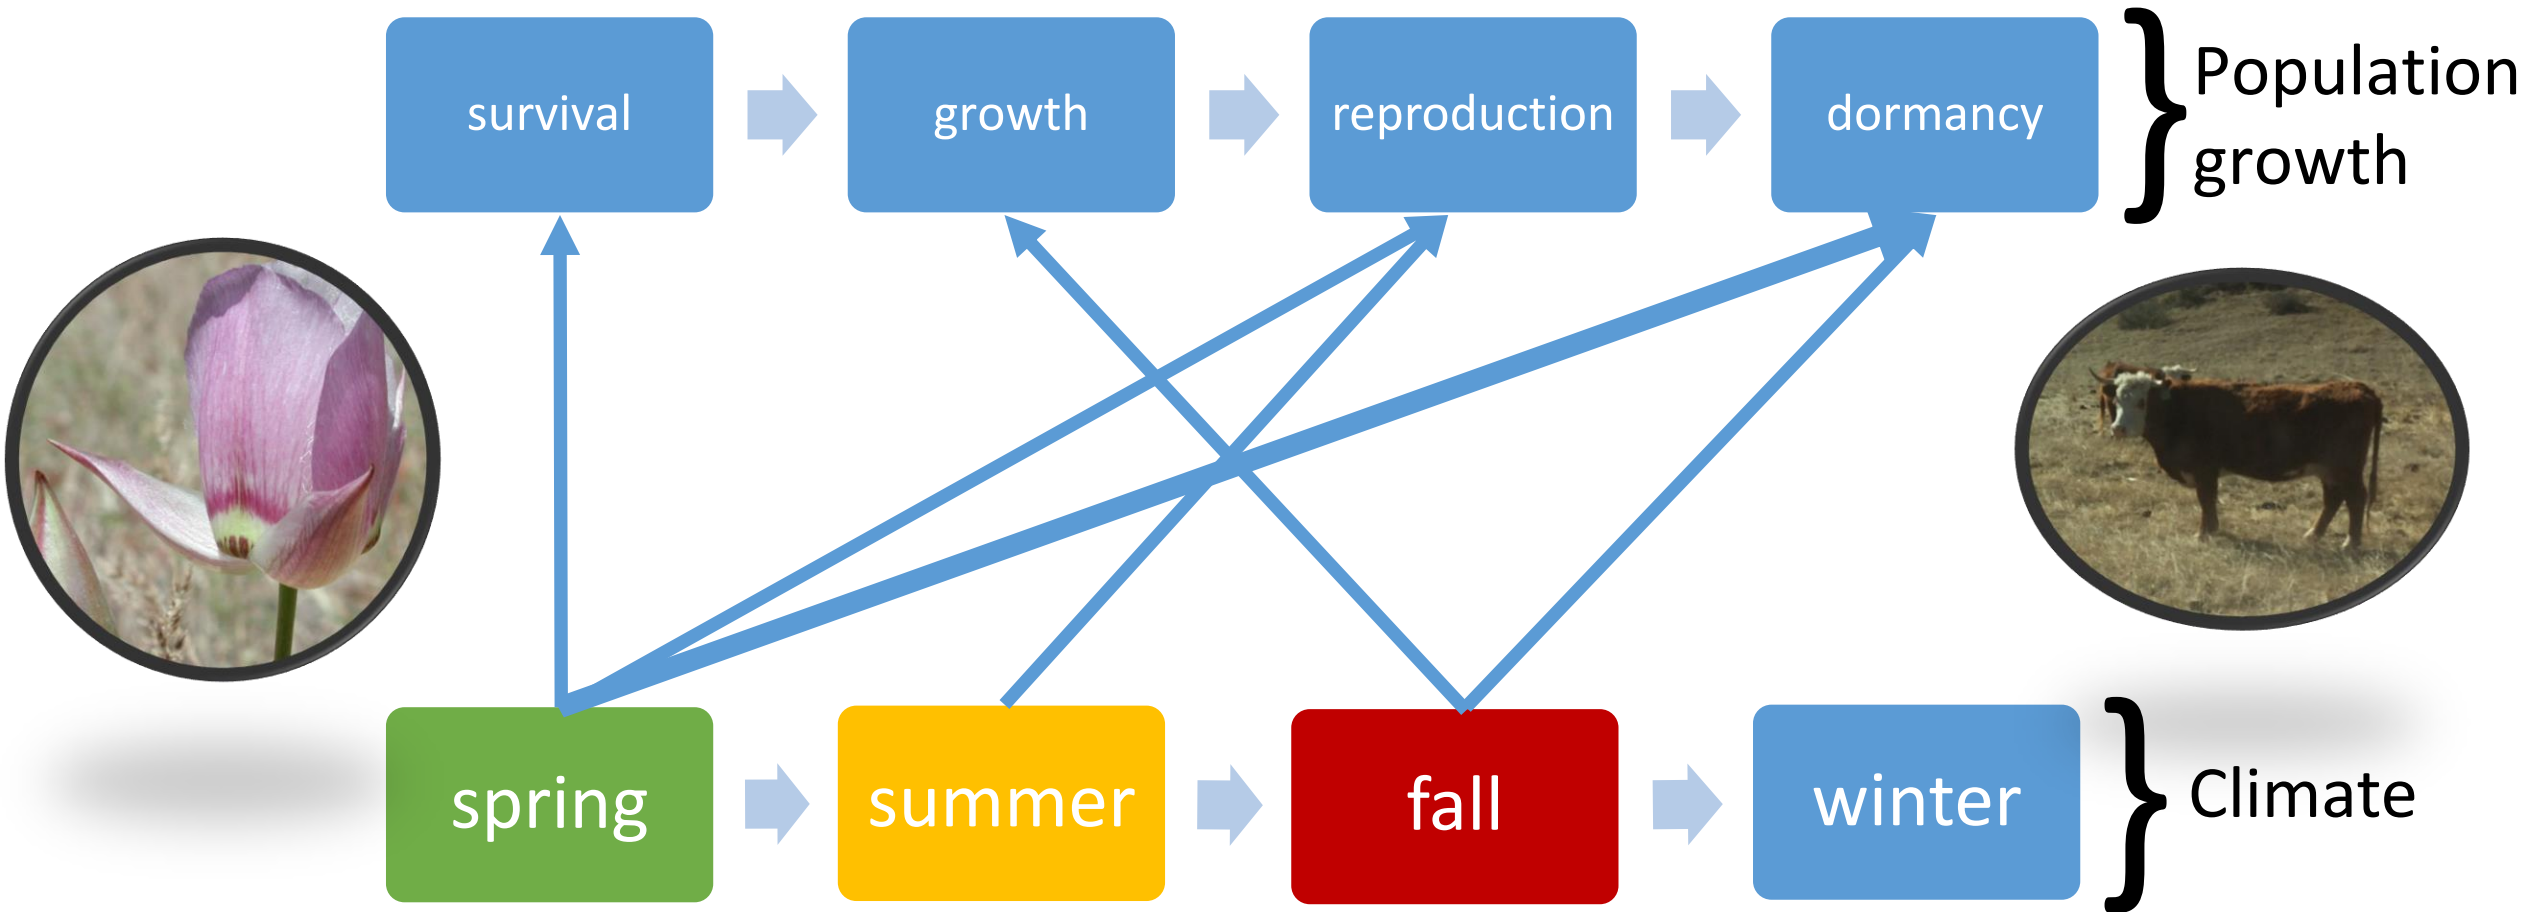 survival
growth
reproduction
dormancy
Population
growth
spring
summer
fall
winter
Climate